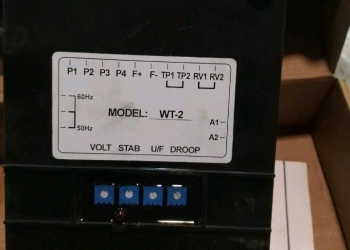 P1 P2 P3 P4 F+ F- TP1 TP2 RV1 RV2
60Hz
MODEL: WT-2
A1
50Hz
A2
VOLT STAB U/F DROOP